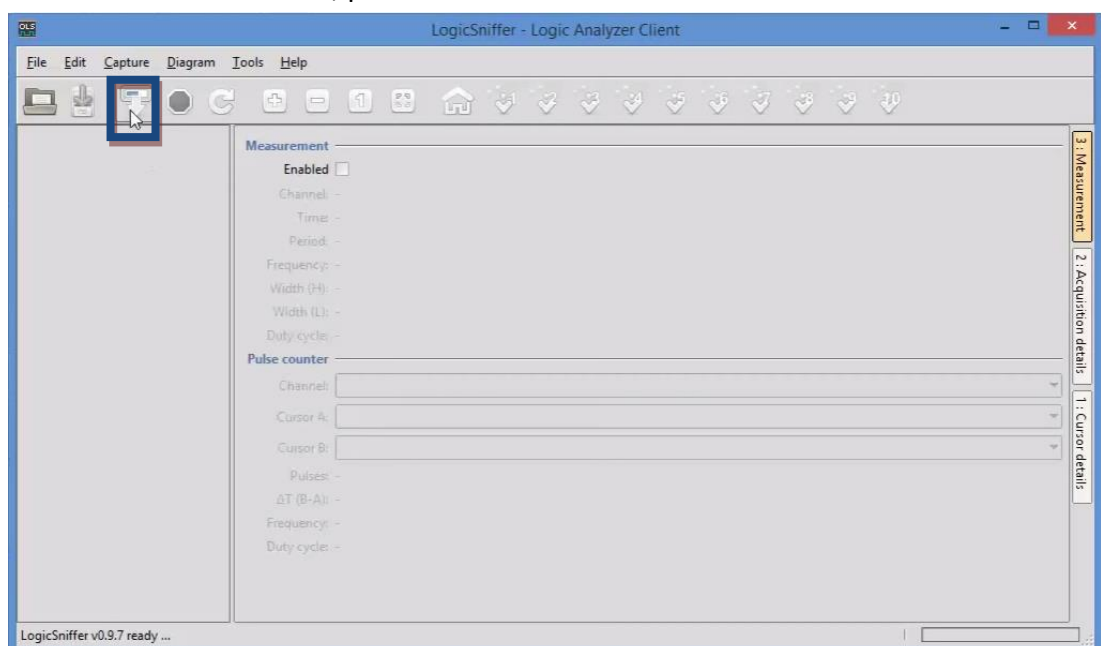 OLS
LogicSniffer - Logic Analyzer Client
File Edit Capture Diagram Tools Help
Measurement
Enabled
Channel: -
Time: -
Period: -
Frequency: -
Width (H): -
Width (L): -
Duty cycle: -
Pulse counter
Channel:
Cursor A:
Cursor B:
Pulses: -
ΔT (B-A): -
Frequency: -
Duty cycle: -
3: Measurement
2: Acquisition details
1: Cursor details
LogicSniffer v0.9.7 ready ...